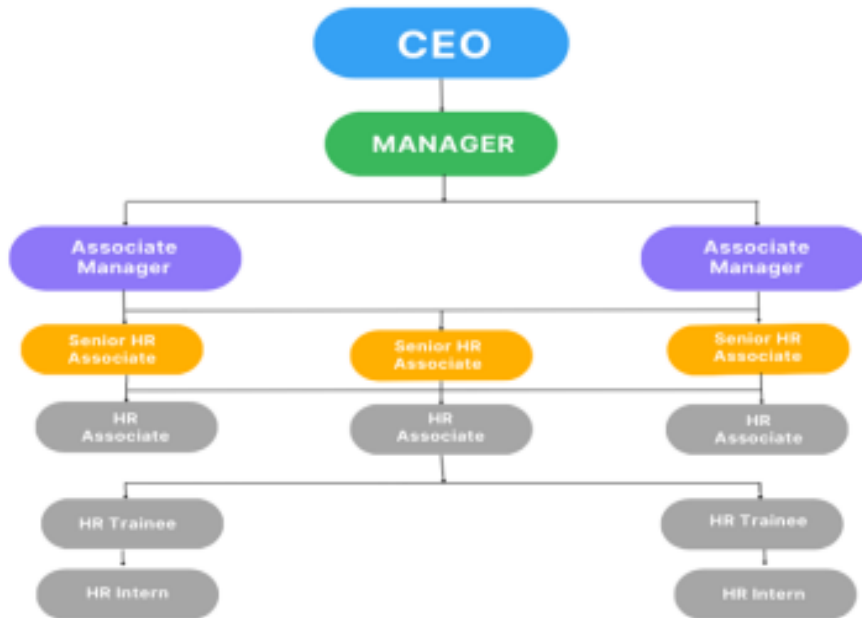 CEO
MANAGER
Associate
Manager
Associate
Manager
Senior HR
Associate
Senior HR
Associate
Senior HR
Associate
HR
Associate
HR
Associate
HR
Associate
HR Trainee
HR Trainee
HR Intern
HR Intern